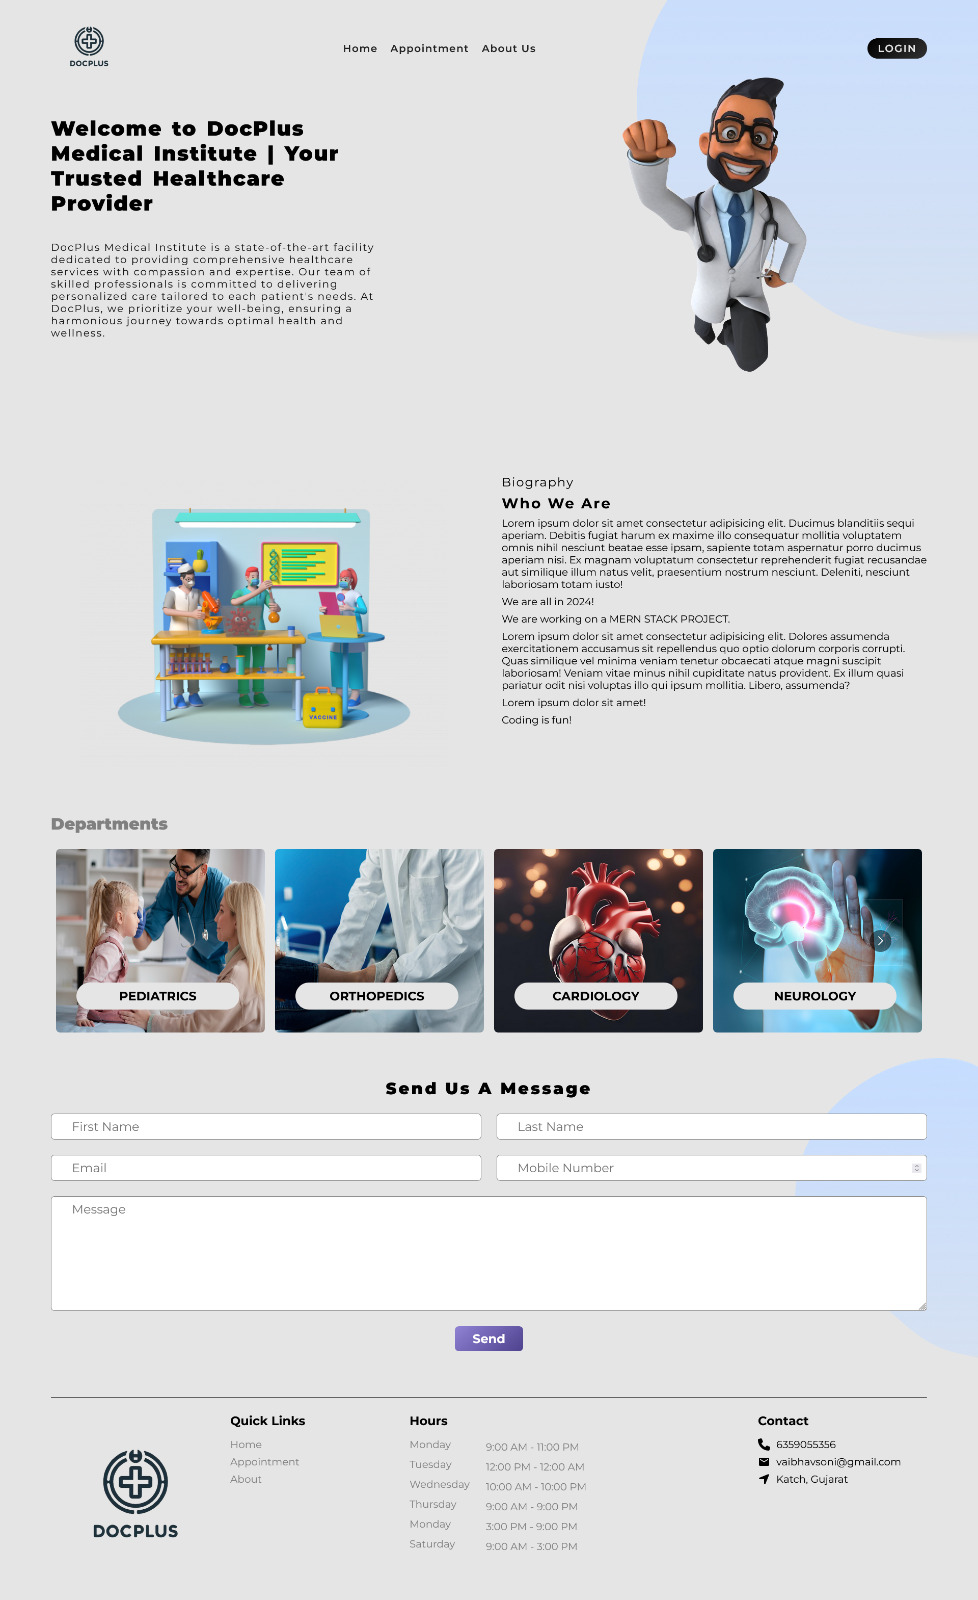 DOCPLUS
Home Appointment About Us
LOGIN
Welcome to DocPlus
Medical Institute | Your
Trusted Healthcare
Provider
DocPlus Medical Institute is a state-of-the-art facility
dedicated to providing comprehensive healthcare
services with compassion and expertise. Our team of
skilled professionals is committed to delivering
personalized care tailored to each patient's needs. At
DocPlus, we prioritize your well-being, ensuring a
harmonious journey towards optimal health and
wellness.
VACCINE
Biography
Who We Are
Lorem ipsum dolor sit amet consectetur adipisicing elit. Ducimus blanditiis sequi
aperiam. Debitis fugiat harum ex maxime illo consequatur mollitia voluptatem
omnis nihil nesciunt beatae esse ipsam, sapiente totam aspernatur porro ducimus
aperiam nisi. Ex magnam voluptatum consectetur reprehenderit fugiat recusandae
aut similique illum natus velit, praesentium nostrum nesciunt. Deleniti, nesciunt
laboriosam totam iusto!
We are all in 2024!
We are working on a MERN STACK PROJECT.
Lorem ipsum dolor sit amet consectetur adipisicing elit. Dolores assumenda
exercitationem accusamus sit repellendus quo optio dolorum corporis corrupti.
Quas similique vel minima veniam tenetur obcaecati atque magni suscipit
laboriosam! Veniam vitae minus nihil cupiditate natus provident. Ex illum quasi
pariatur odit nisi voluptas illo qui ipsum mollitia. Libero, assumenda?
Lorem ipsum dolor sit amet!
Coding is fun!
Departments
PEDIATRICS
ORTHOPEDICS
CARDIOLOGY
NEUROLOGY
Send Us A Message
First Name
Last Name
Email
Mobile Number
Message
Send
DOCPLUS
Quick Links
Home
Appointment
About
Hours
Monday 9:00 AM - 11:00 PM
Tuesday 12:00 PM - 12:00 AM
Wednesday 10:00 AM - 10:00 PM
Thursday 9:00 AM - 9:00 PM
Monday 3:00 PM - 9:00 PM
Saturday 9:00 AM - 3:00 PM
Contact
6359055356
vaibhavsoni@gmail.com
Katch, Gujarat